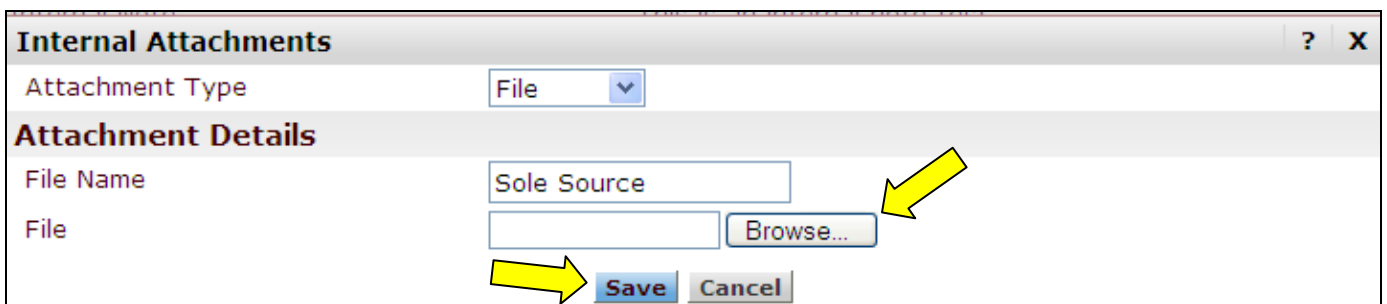 Internal Attachments ? X
Attachment Type File
Attachment Details
File Name Sole Source
File Browse...
Save Cancel